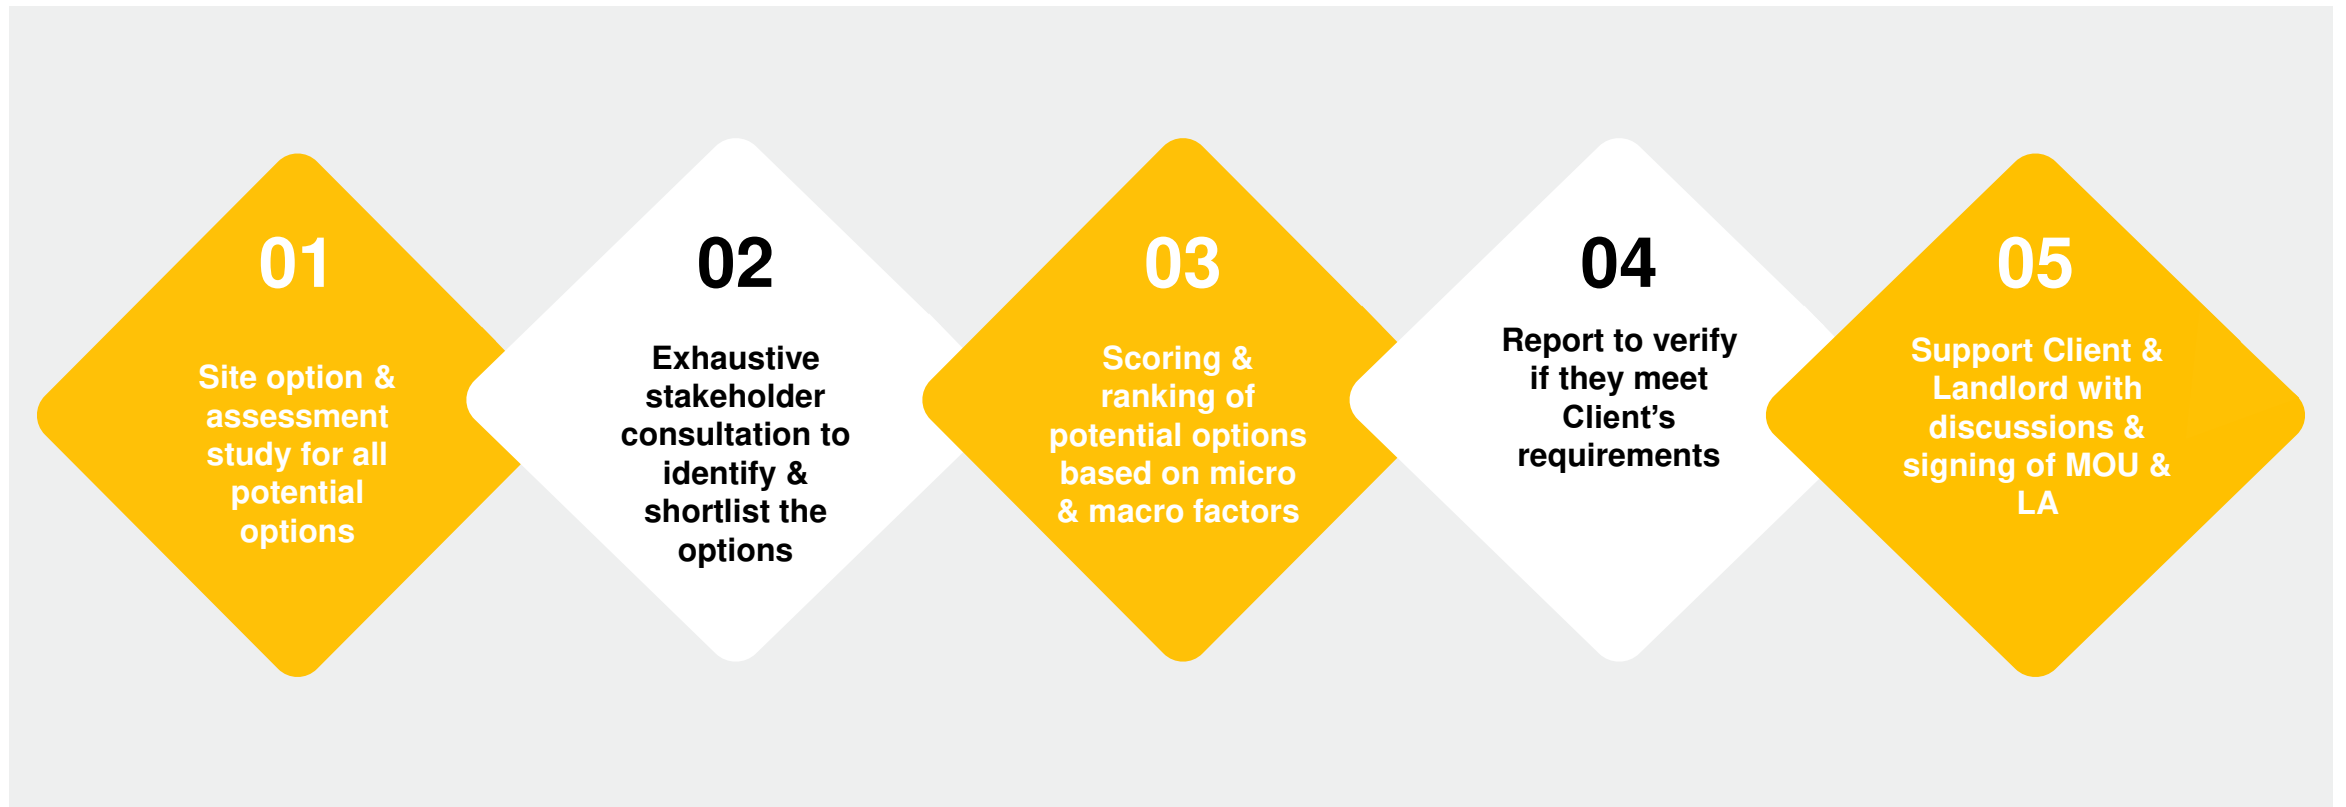 01
Site option &
assessment
study for all
potential
options
02
Exhaustive
stakeholder
consultation to
identify &
shortlist the
options
03
Scoring &
ranking of
potential options
based on micro
& macro factors
04
Report to verify
if they meet
Client’s
requirements
05
Support Client &
Landlord with
discussions &
signing of MOU &
LA